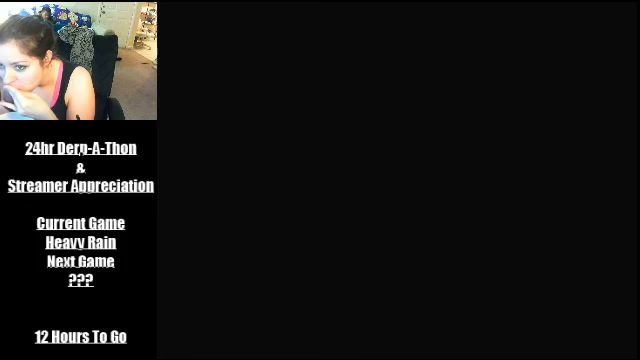 24hr Derp-A-Thon
&
Streamer Appreciation
Current Game
Heavy Rain
Next Game
???
12 Hours To Go